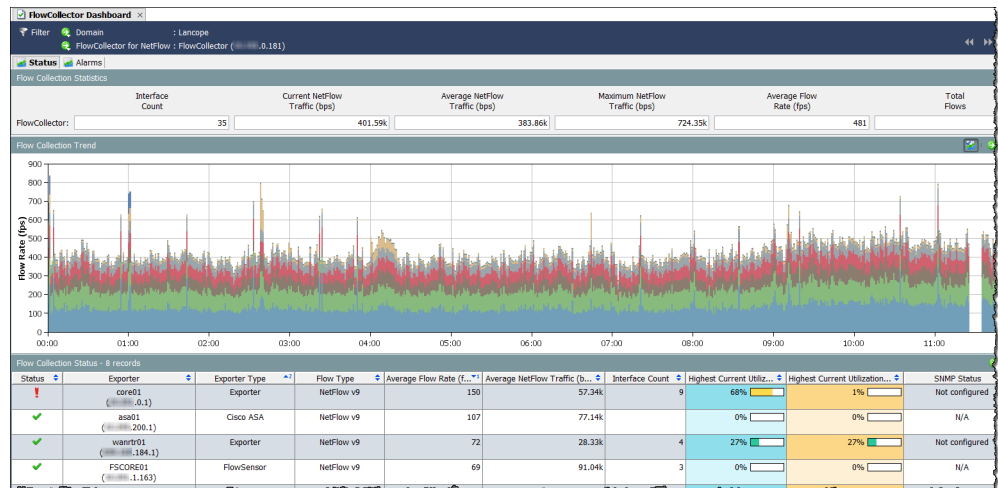 FlowCollector Dashboard ×
Filter Domain : Lancope
FlowCollector for NetFlow : FlowCollector ( .0.181)
Status Alarms
Flow Collection Statistics
Interface Count Current NetFlow Traffic (bps) Average NetFlow Traffic (bps) Maximum NetFlow Traffic (bps) Average Flow Rate (fps) Total Flows
FlowCollector: 35 401.59k 383.86k 724.35k 481
Flow Collection Trend
Flow Rate (fps)
900
800
700
600
500
400
300
200
100
0
00:00 01:00 02:00 03:00 04:00 05:00 06:00 07:00 08:00 09:00 10:00 11:00
Flow Collection Status - 8 records
Status Exporter Exporter Type 2 Flow Type Average Flow Rate (f... 1 Average NetFlow Traffic (b... Interface Count Highest Current Utiliz... Highest Current Utilization... SNMP Status
! core01 Exporter NetFlow v9 150 57.34k 9 68% 1% Not configured
( .0.1)
asa01 Cisco ASA NetFlow v9 107 77.14k 0% 0% N/A
( .200.1)
wanrtr01 Exporter NetFlow v9 72 28.33k 4 27% 27% Not configured
( .184.1)
FSCORE01 FlowSensor NetFlow v9 69 91.04k 3 0% 0% N/A
( .1.163)